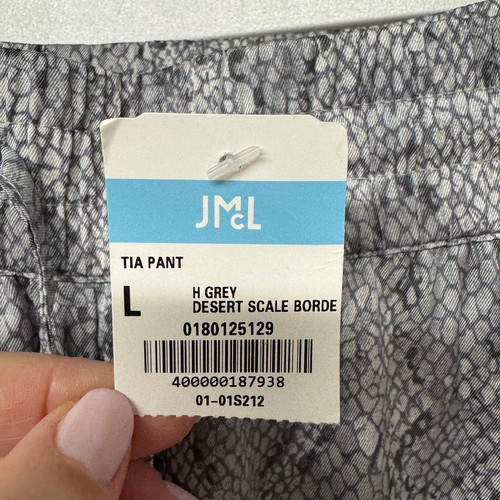 JMcL
TIA PANT
L
H GREY
DESERT SCALE BORDE
0180125129
400000187938
01-01S212